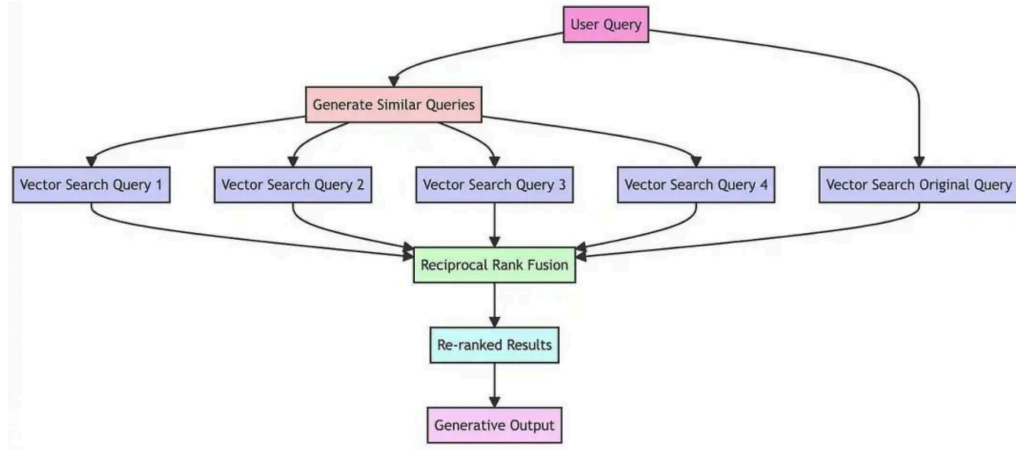 User Query
Generate Similar Queries
Vector Search Query 1
Vector Search Query 2
Vector Search Query 3
Vector Search Query 4
Vector Search Original Query
Reciprocal Rank Fusion
Re-ranked Results
Generative Output